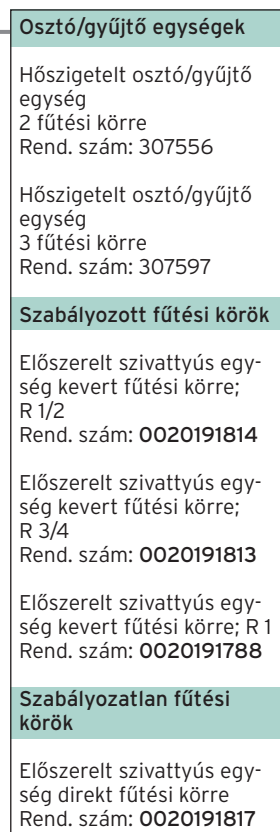 Osztó/gyűjtő egységek
Hőszigetelt osztó/gyűjtő
egység
2 fűtési körre
Rend. szám: 307556
Hőszigetelt osztó/gyűjtő
egység
3 fűtési körre
Rend. szám: 307597
Szabályozott fűtési körök
Előszerelt szivattyús egy-
ség kevert fűtési körre;
R 1/2
Rend. szám: 0020191814
Előszerelt szivattyús egy-
ség kevert fűtési körre;
R 3/4
Rend. szám: 0020191813
Előszerelt szivattyús egy-
ség kevert fűtési körre; R 1
Rend. szám: 0020191788
Szabályozatlan fűtési
körök
Előszerelt szivattyús egy-
ség direkt fűtési körre
Rend. szám: 0020191817